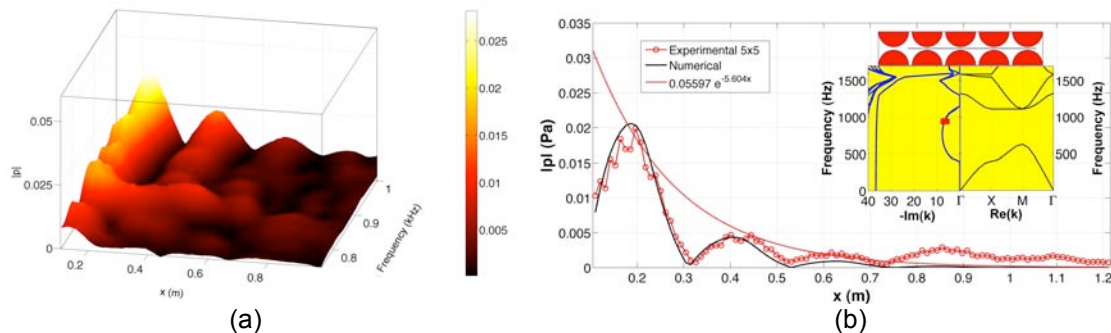 (a)
0.05
0.025
0
|p|
0.2
0.4
0.6
0.8
x (m)
0.8
0.9
1
Frequency (kHz)
0.025
0.02
0.015
0.01
0.005
(b)
0.035
0.03
0.025
0.02
0.015
0.01
0.005
0
|p| (Pa)
Experimental 5x5
Numerical
0.05597 e^-5.604x
Frequency (Hz)
1500
1000
500
0
40 30 20 10 Γ X M Γ
-Im(k) Re(k)
1500
1000
500
0
Frequency (Hz)
0.2 0.3 0.4 0.5 0.6 0.7 0.8 0.9 1 1.1 1.2
x (m)
(a) (b)